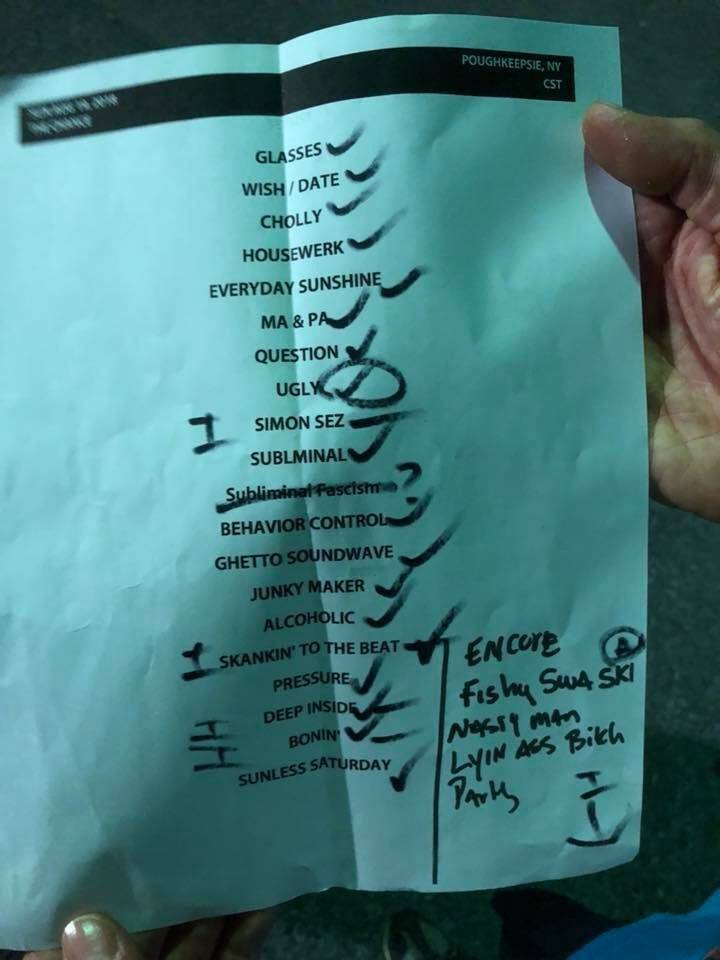 POUGHKEEPSIE, NY
CST
GLASSES
WISH / DATE
CHOLLY
HOUSEWERK
EVERYDAY SUNSHINE
MA & PA
QUESTION
UGLY
SIMON SEZ
SUBLMINAL
Subliminal Fascism ?
BEHAVIOR CONTROL
GHETTO SOUNDWAVE
JUNKY MAKER
ALCOHOLIC
SKANKIN' TO THE BEAT
PRESSURE
DEEP INSIDE
BONIN'
SUNLESS SATURDAY
ENCORE
Fishy Swa SKI
NASTY MAN
LYIN ASS Bitch
Party